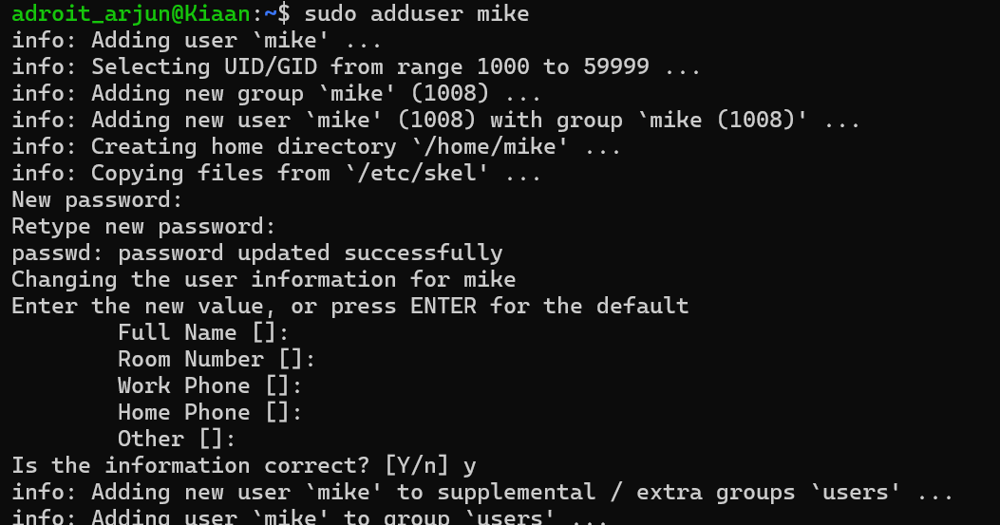 adroit_arjun@Kiaan:~$ sudo adduser mike
info: Adding user `mike' ...
info: Selecting UID/GID from range 1000 to 59999 ...
info: Adding new group `mike' (1008) ...
info: Adding new user `mike' (1008) with group `mike (1008)' ...
info: Creating home directory `/home/mike' ...
info: Copying files from `/etc/skel' ...
New password:
Retype new password:
passwd: password updated successfully
Changing the user information for mike
Enter the new value, or press ENTER for the default
Full Name []:
Room Number []:
Work Phone []:
Home Phone []:
Other []:
Is the information correct? [Y/n] y
info: Adding new user `mike' to supplemental / extra groups `users' ...
info: Adding user `mike' to group `users' ...